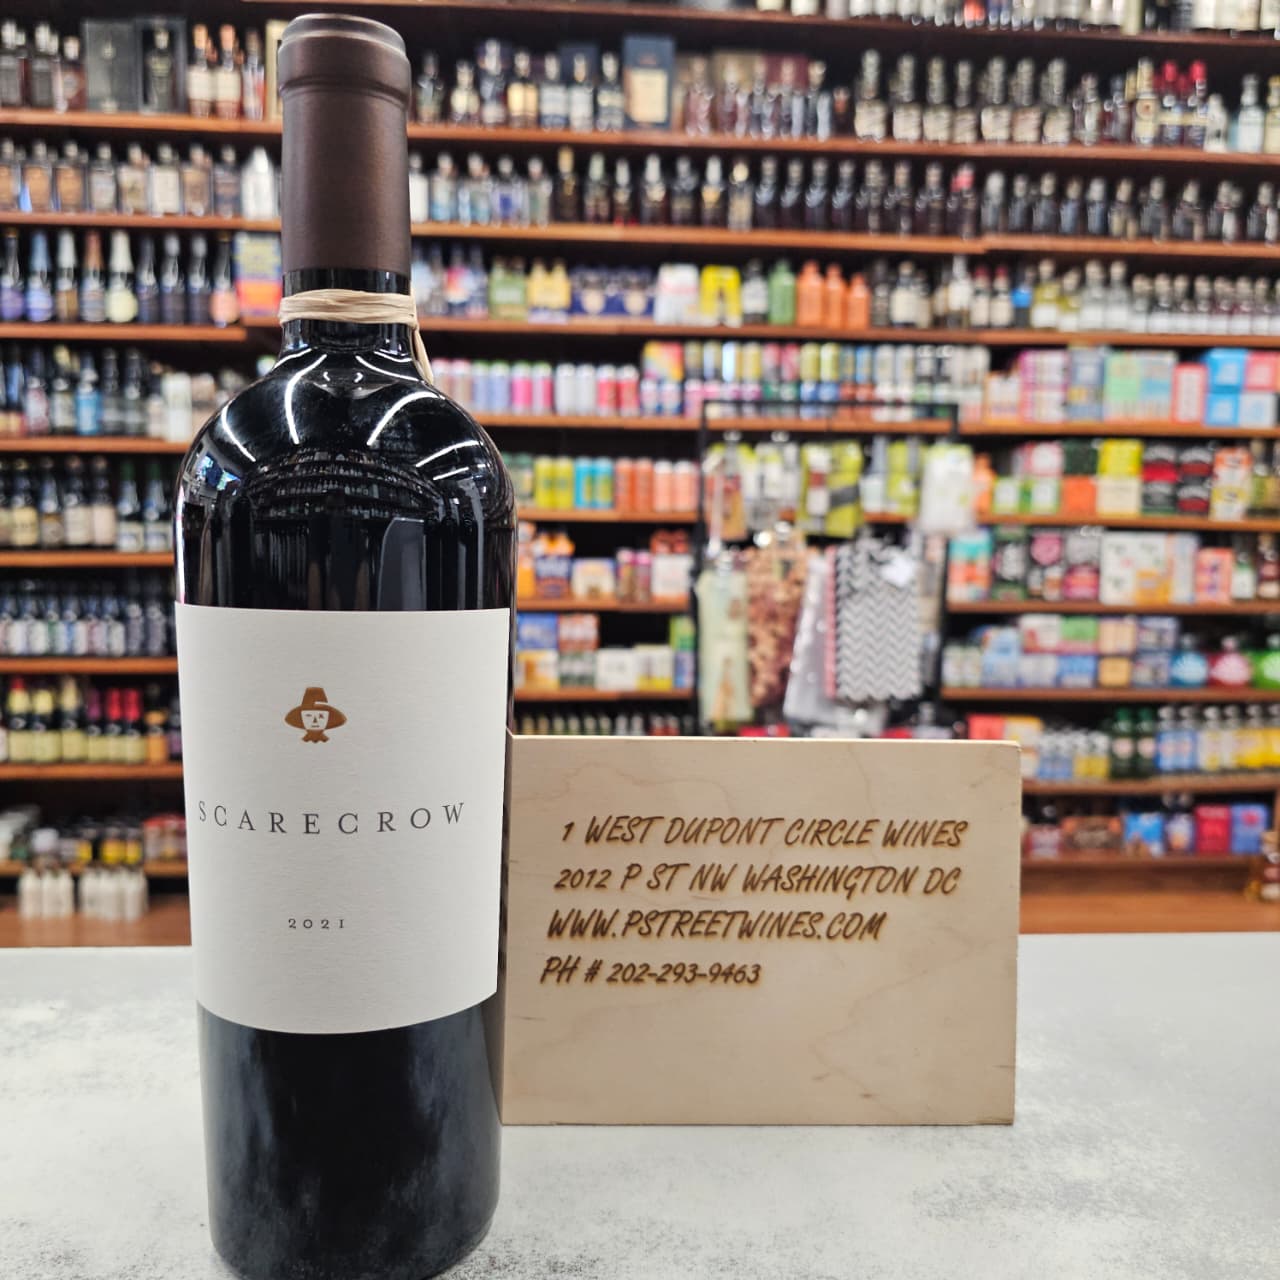 SCARECROW
2021
1 WEST DUPONT CIRCLE WINES
2012 P ST NW WASHINGTON DC
WWW.PSTREETWINES.COM
PH # 202-293-9463